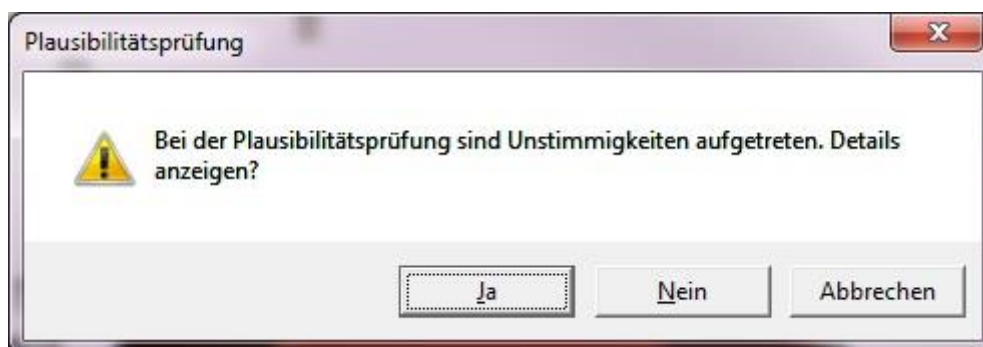 Plausibilitätsprüfung
Bei der Plausibilitätsprüfung sind Unstimmigkeiten aufgetreten. Details
anzeigen?
Ja Nein Abbrechen